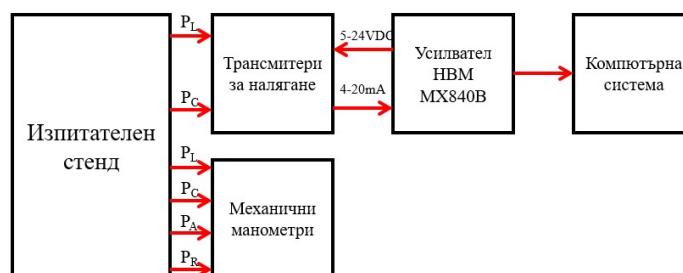 Изпитателен
стенд
P_L
P_C
P_L
P_C
P_A
P_R
Трансмитери
за налягане
5-24VDC
4-20mA
Усилвател
HBM
MX840B
Компютърна
система
Механични
манометри